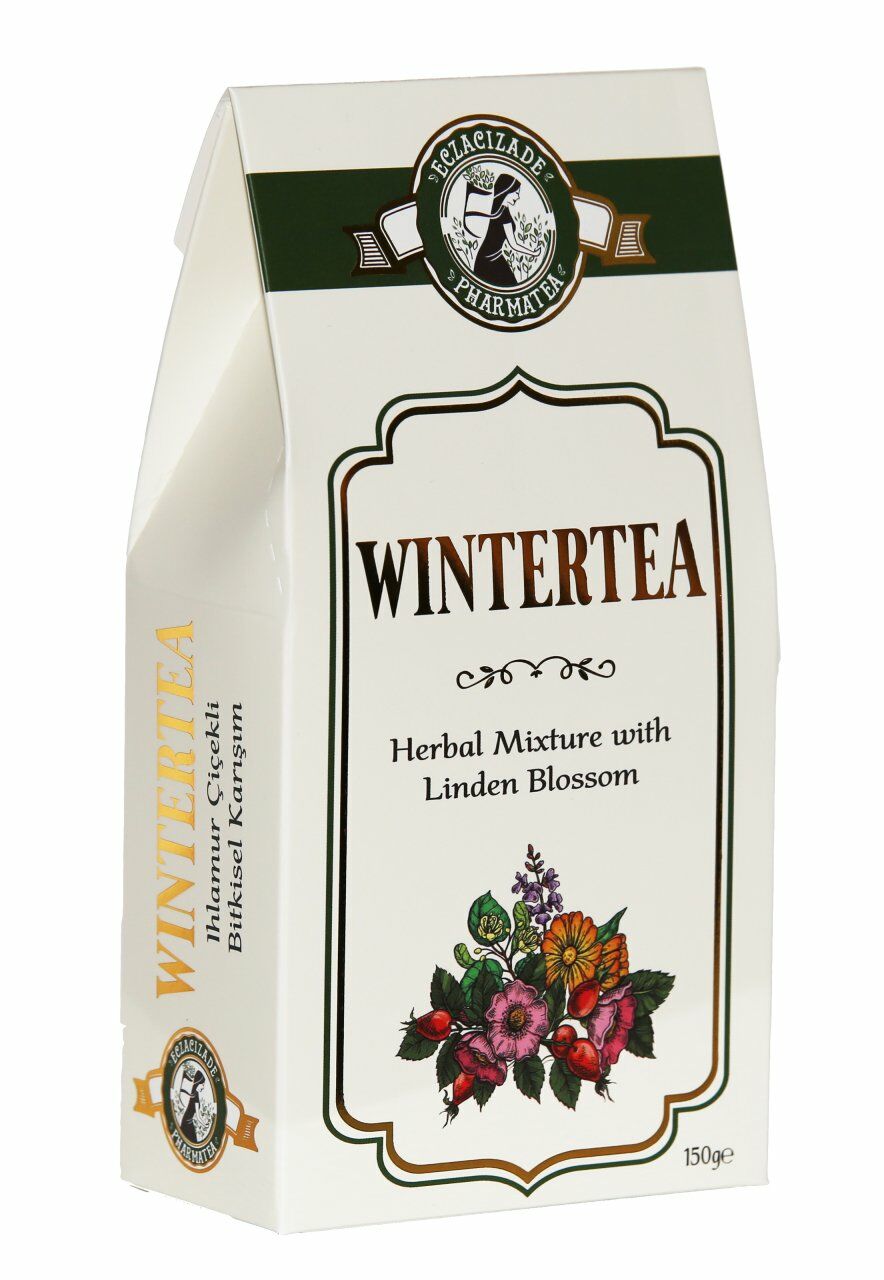 ECZACIZADE
PHARMATEA
WINTERTEA
Herbal Mixture with
Linden Blossom
150g℮
WINTERTEA
Ihlamur Çiçekli
Bitkisel Karışım
ECZACIZADE
PHARMATEA